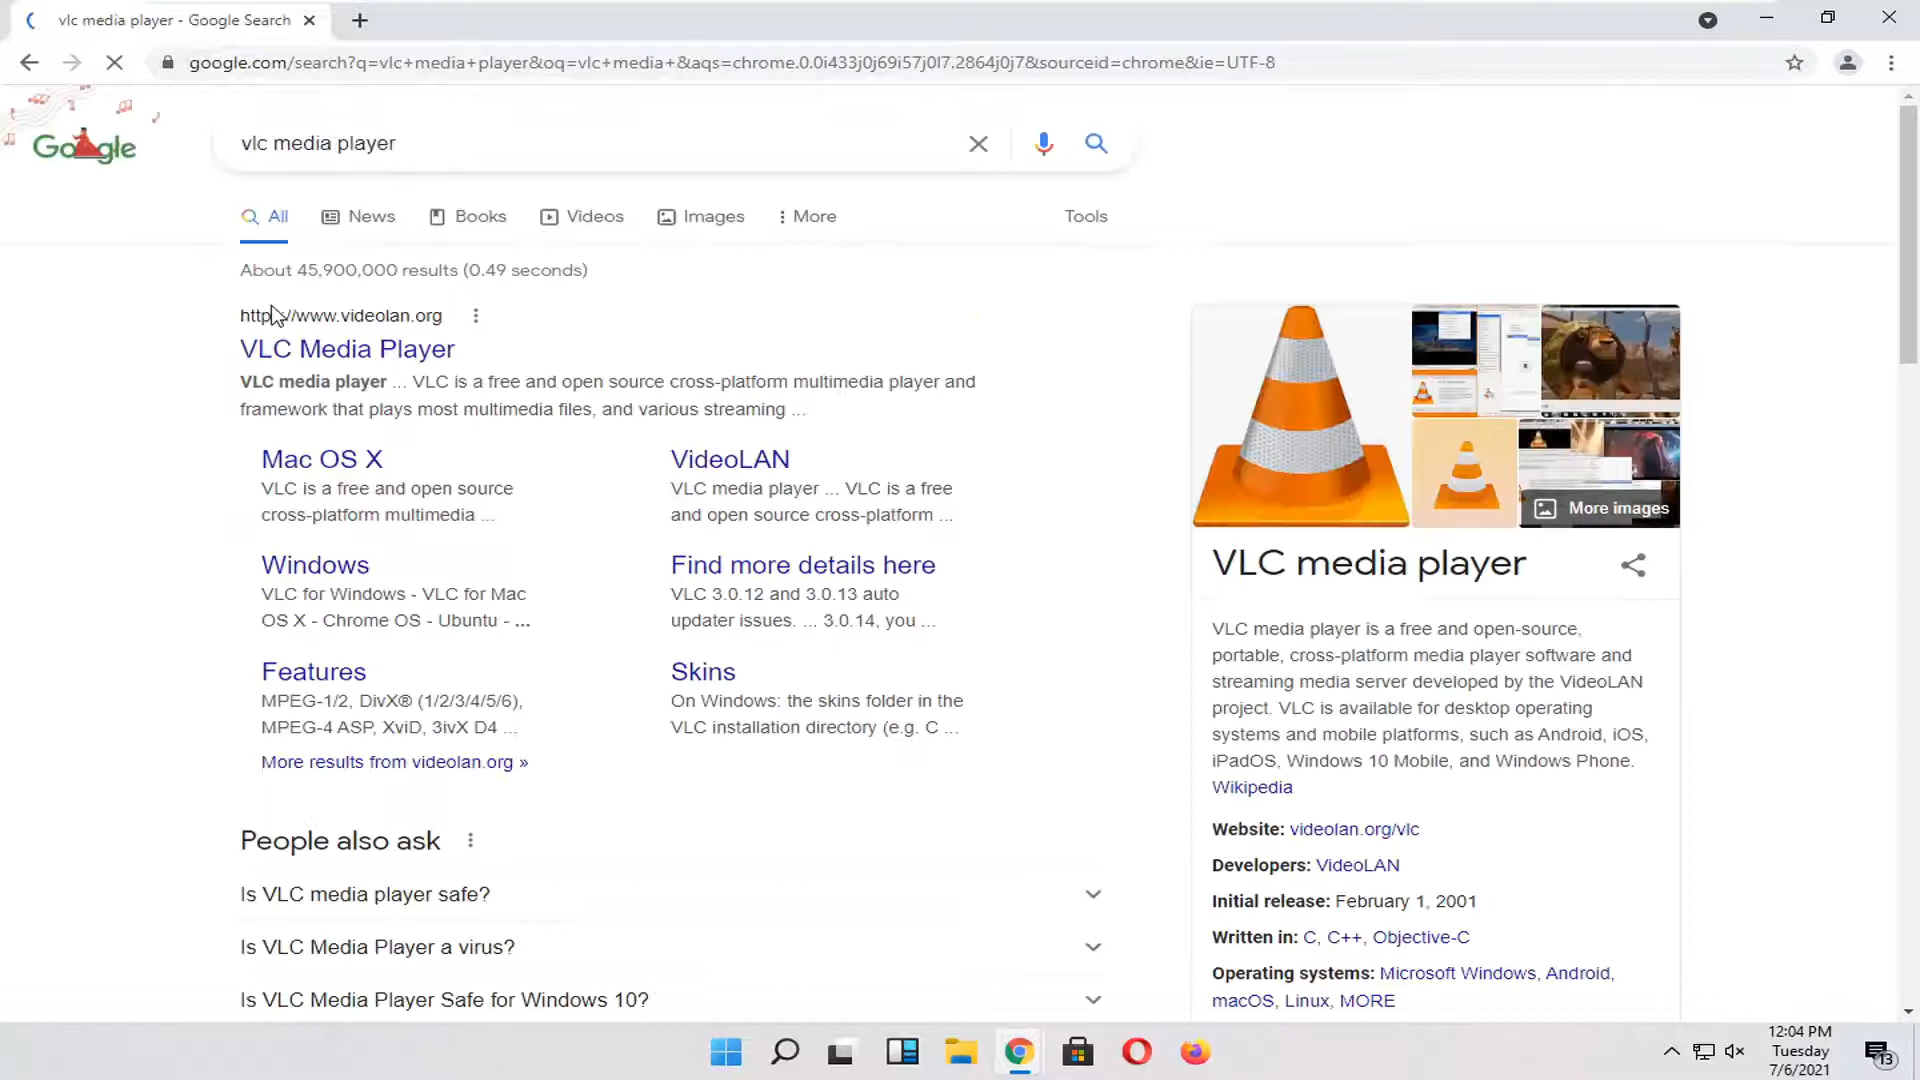 vlc media player - Google Search
google.com/search?q=vlc+media+player&oq=vlc+media+&aqs=chrome.0.0i433j0j69i57j0l7.2864j0j7&sourceid=chrome&ie=UTF-8
Google
vlc media player
All
News
Books
Videos
Images
More
Tools
About 45,900,000 results (0.49 seconds)
https://www.videolan.org
VLC Media Player
VLC media player ... VLC is a free and open source cross-platform multimedia player and
framework that plays most multimedia files, and various streaming ...
Mac OS X
VLC is a free and open source
cross-platform multimedia ...
VideoLAN
VLC media player ... VLC is a free
and open source cross-platform ...
Windows
VLC for Windows - VLC for Mac
OS X - Chrome OS - Ubuntu - ...
Find more details here
VLC 3.0.12 and 3.0.13 auto
updater issues. ... 3.0.14, you ...
Features
MPEG-1/2, DivX® (1/2/3/4/5/6),
MPEG-4 ASP, XviD, 3ivX D4 ...
Skins
On Windows: the skins folder in the
VLC installation directory (e.g. C ...
More results from videolan.org »
People also ask
Is VLC media player safe?
Is VLC Media Player a virus?
Is VLC Media Player Safe for Windows 10?
More images
VLC media player
VLC media player is a free and open-source,
portable, cross-platform media player software and
streaming media server developed by the VideoLAN
project. VLC is available for desktop operating
systems and mobile platforms, such as Android, iOS,
iPadOS, Windows 10 Mobile, and Windows Phone.
Wikipedia
Website: videolan.org/vlc
Developers: VideoLAN
Initial release: February 1, 2001
Written in: C, C++, Objective-C
Operating systems: Microsoft Windows, Android,
macOS, Linux, MORE
12:04 PM
Tuesday
7/6/2021
13